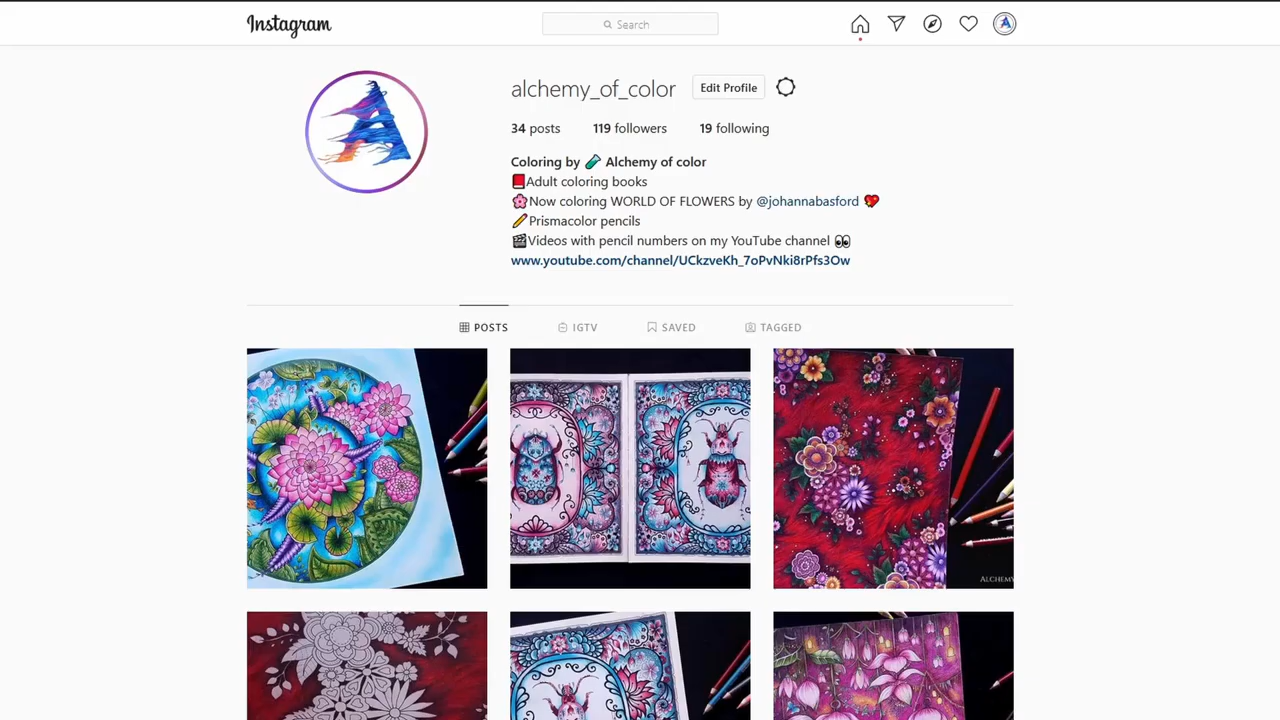 Instagram
Search
alchemy_of_color
Edit Profile
34 posts 119 followers 19 following
Coloring by 🧪 Alchemy of color
📕Adult coloring books
🌸Now coloring WORLD OF FLOWERS by @johannabasford 💖
✏️Prismacolor pencils
🎬Videos with pencil numbers on my YouTube channel 👀
www.youtube.com/channel/UCkzveKh_7oPvNki8rPfs3Ow
POSTS IGTV SAVED TAGGED
ALCHEMY